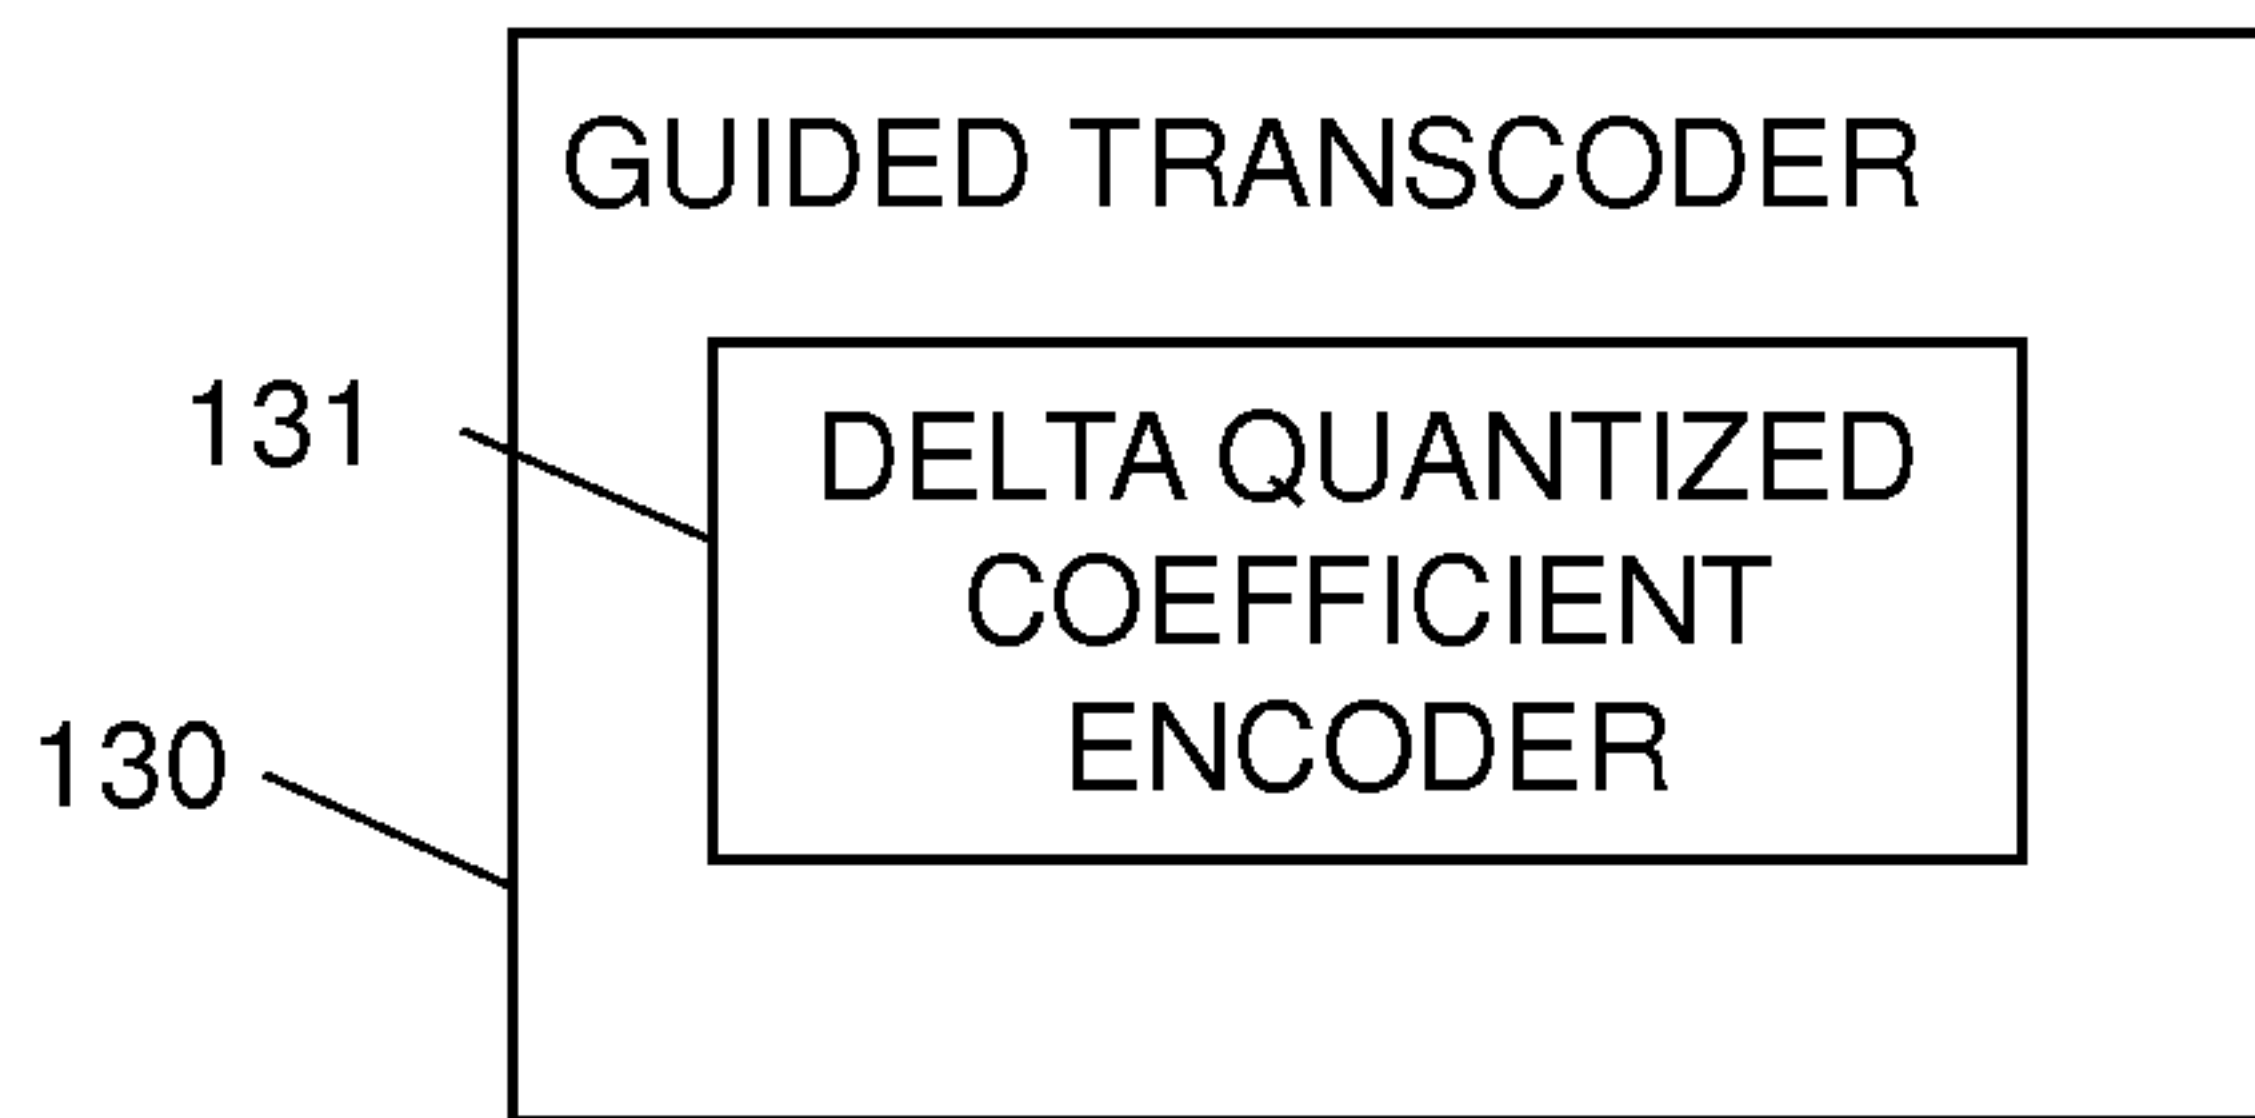 GUIDED TRANSCODER
131
DELTA QUANTIZED
COEFFICIENT
ENCODER
130